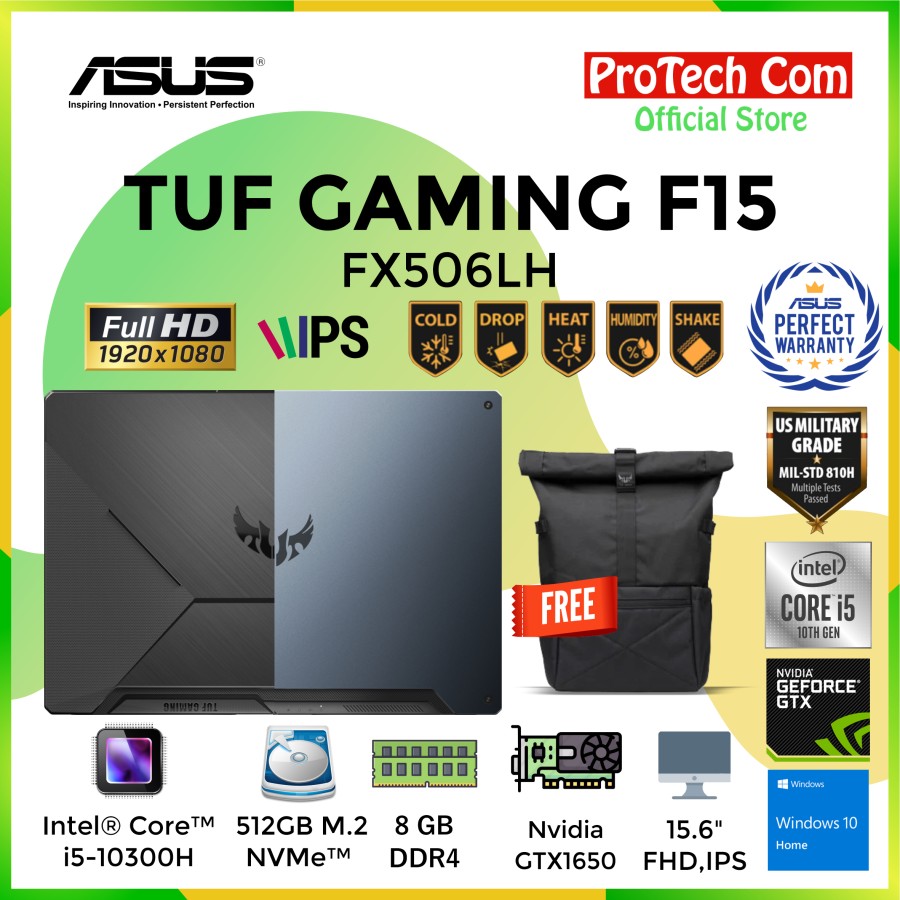 ASUS®
Inspiring Innovation • Persistent Perfection
ProTech Com
Official Store
TUF GAMING F15
FX506LH
Full HD
1920x1080
IPS
COLD
DROP
HEAT
HUMIDITY
SHAKE
ASUS
PERFECT
WARRANTY
US MILITARY
GRADE
MIL-STD 810H
Multiple Tests
Passed
FREE
intel
CORE i5
10TH GEN
NVIDIA
GEFORCE®
GTX
TUF GAMING
Windows
Windows 10
Home
Intel® Core™
i5-10300H
512GB M.2
NVMe™
8 GB
DDR4
Nvidia
GTX1650
15.6"
FHD,IPS